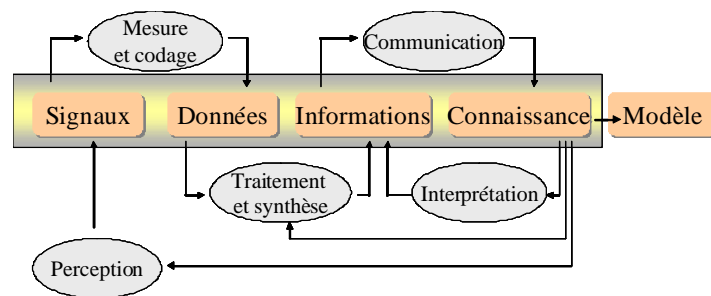 Mesure
et codage
Communication
Signaux
Données
Informations
Connaissance
Modèle
Traitement
et synthèse
Interprétation
Perception